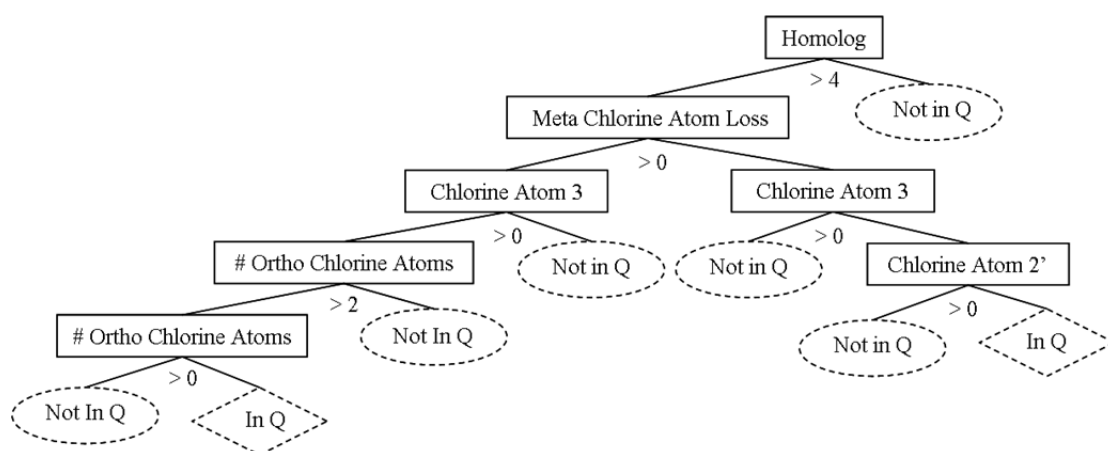 Homolog
> 4
Not in Q
Meta Chlorine Atom Loss
> 0
Chlorine Atom 3
Chlorine Atom 3
> 0
> 0
# Ortho Chlorine Atoms
Not in Q
Not in Q
Chlorine Atom 2’
> 2
> 0
# Ortho Chlorine Atoms
Not In Q
Not in Q
In Q
> 0
Not In Q
In Q